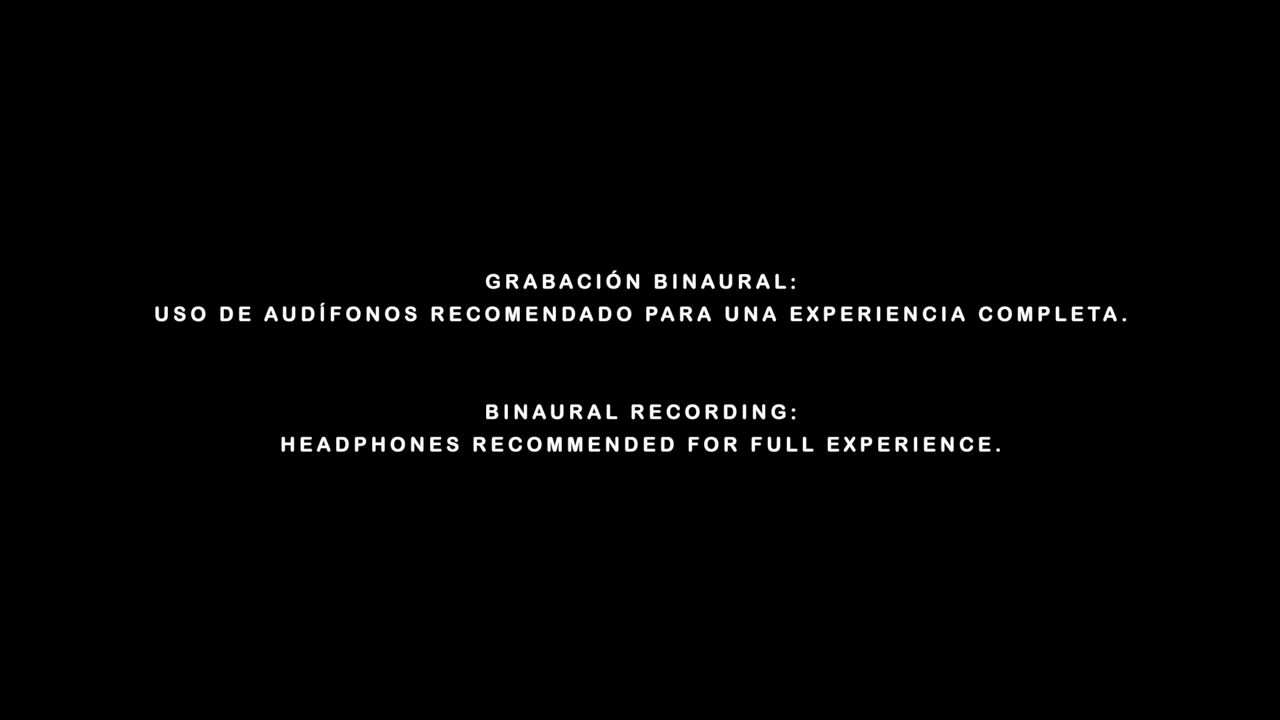 GRABACIÓN BINAURAL:
USO DE AUDÍFONOS RECOMENDADO PARA UNA EXPERIENCIA COMPLETA.
BINAURAL RECORDING:
HEADPHONES RECOMMENDED FOR FULL EXPERIENCE.